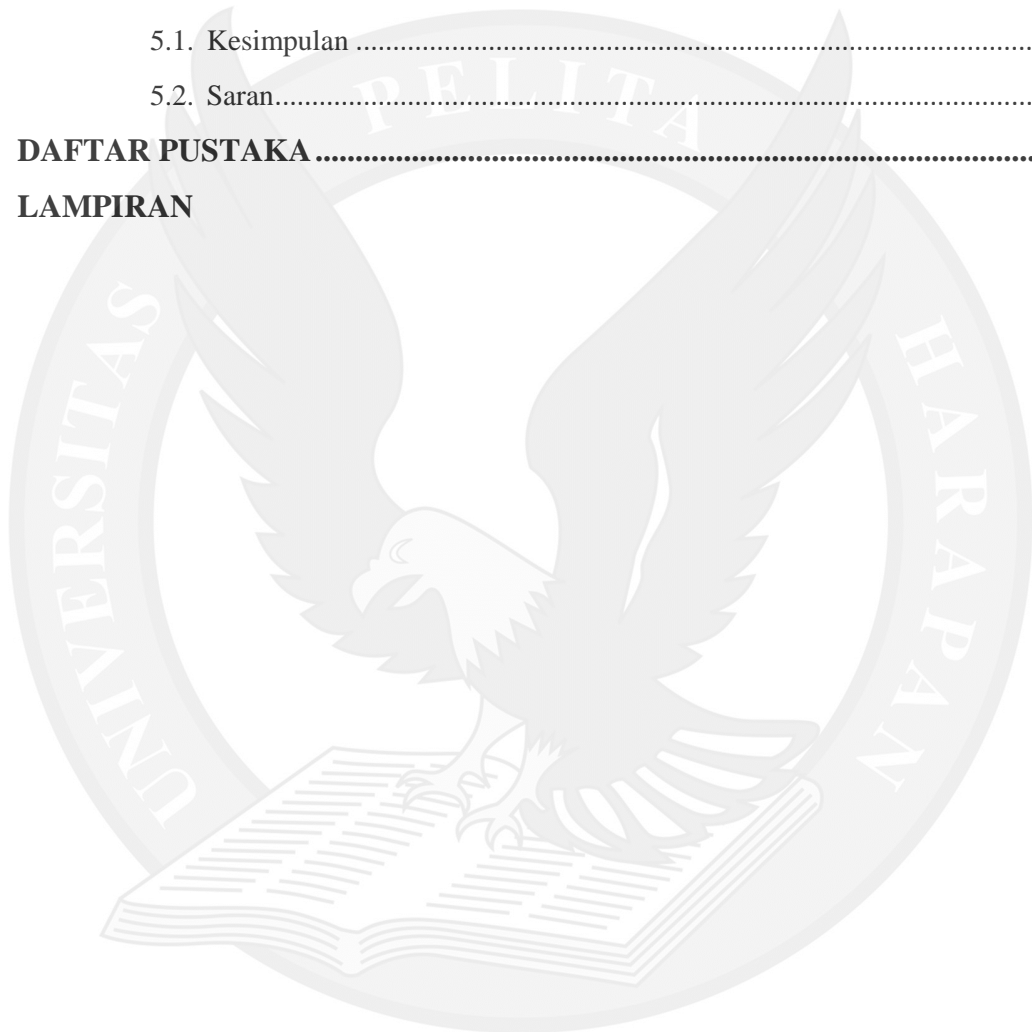 5.1. Kesimpulan ...............................................................................................
5.2. Saran..........................................................................................................
DAFTAR PUSTAKA ...............................................................................................
LAMPIRAN
UNIVERSITAS PELITA HARAPAN